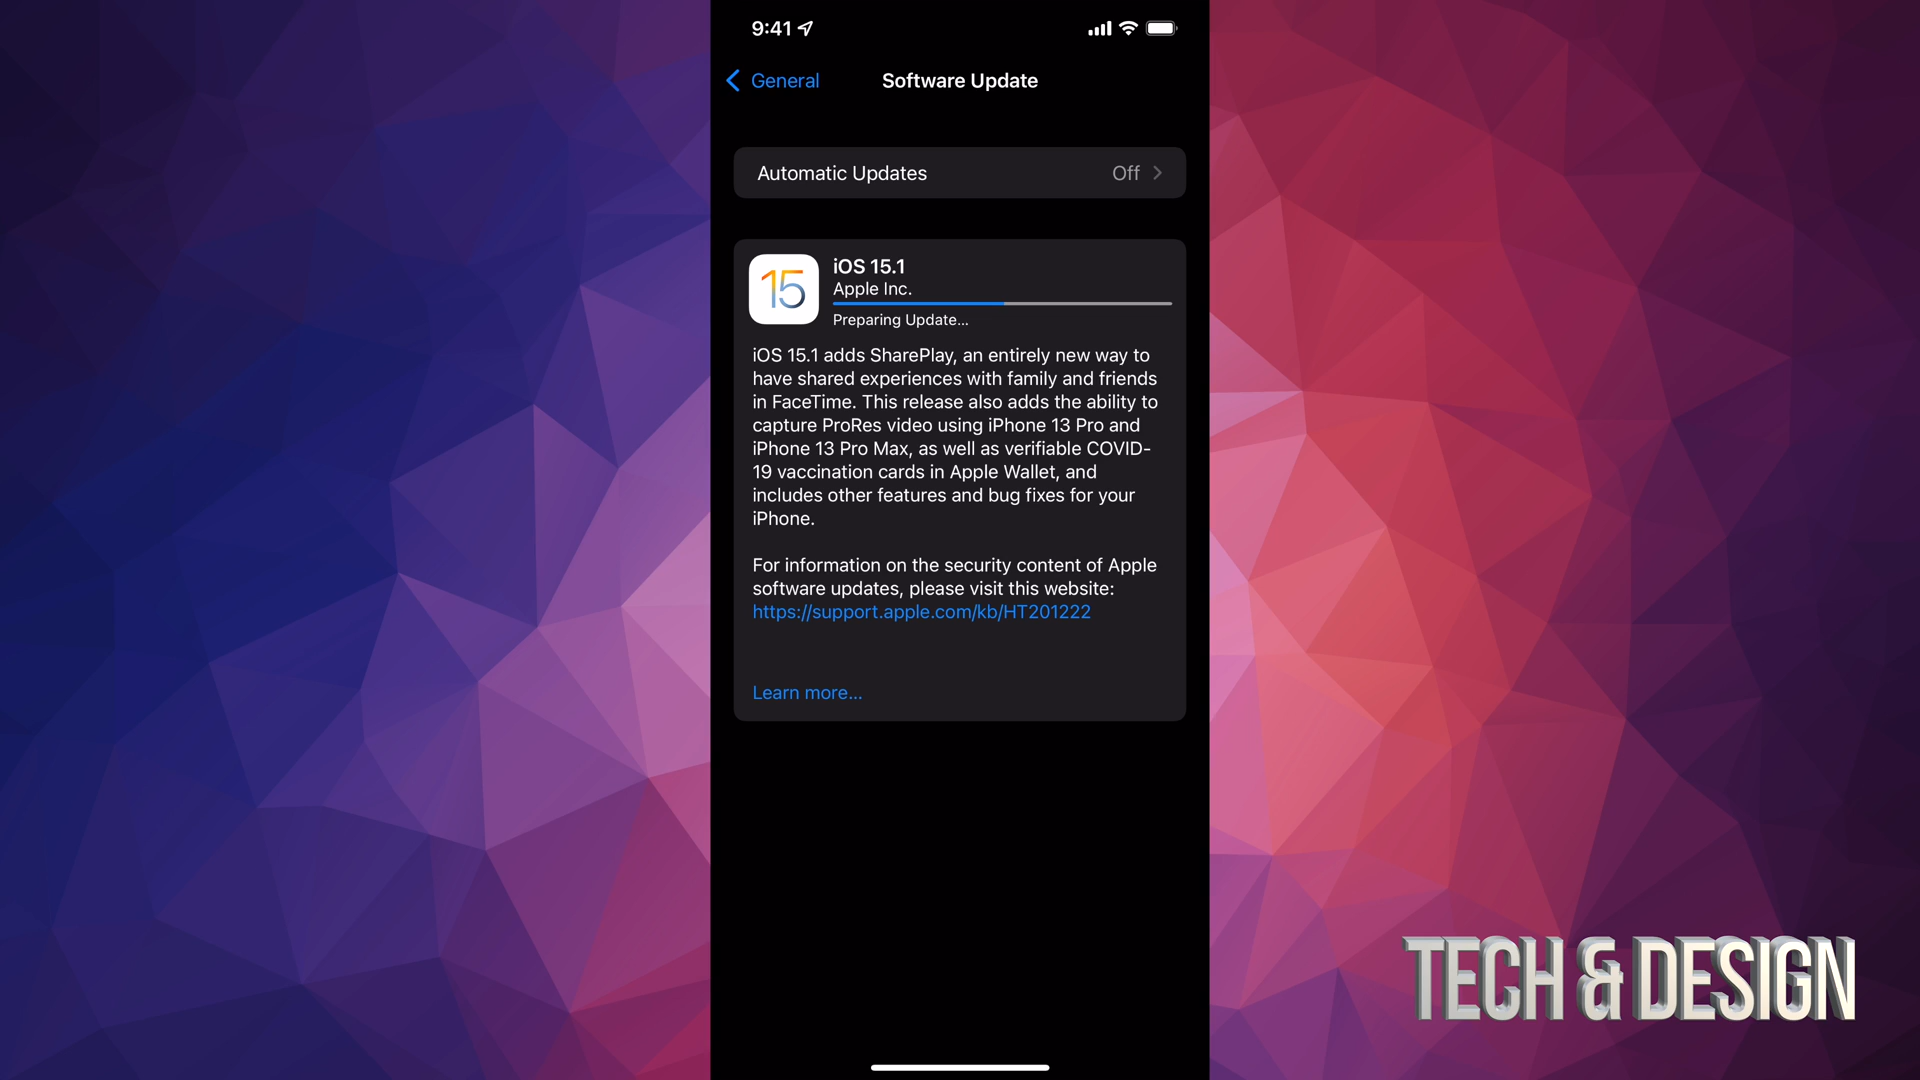 9:41
General
Software Update
Automatic Updates
Off
15
iOS 15.1
Apple Inc.
Preparing Update...
iOS 15.1 adds SharePlay, an entirely new way to
have shared experiences with family and friends
in FaceTime. This release also adds the ability to
capture ProRes video using iPhone 13 Pro and
iPhone 13 Pro Max, as well as verifiable COVID-
19 vaccination cards in Apple Wallet, and
includes other features and bug fixes for your
iPhone.
For information on the security content of Apple
software updates, please visit this website:
https://support.apple.com/kb/HT201222
Learn more...
TECH & DESIGN